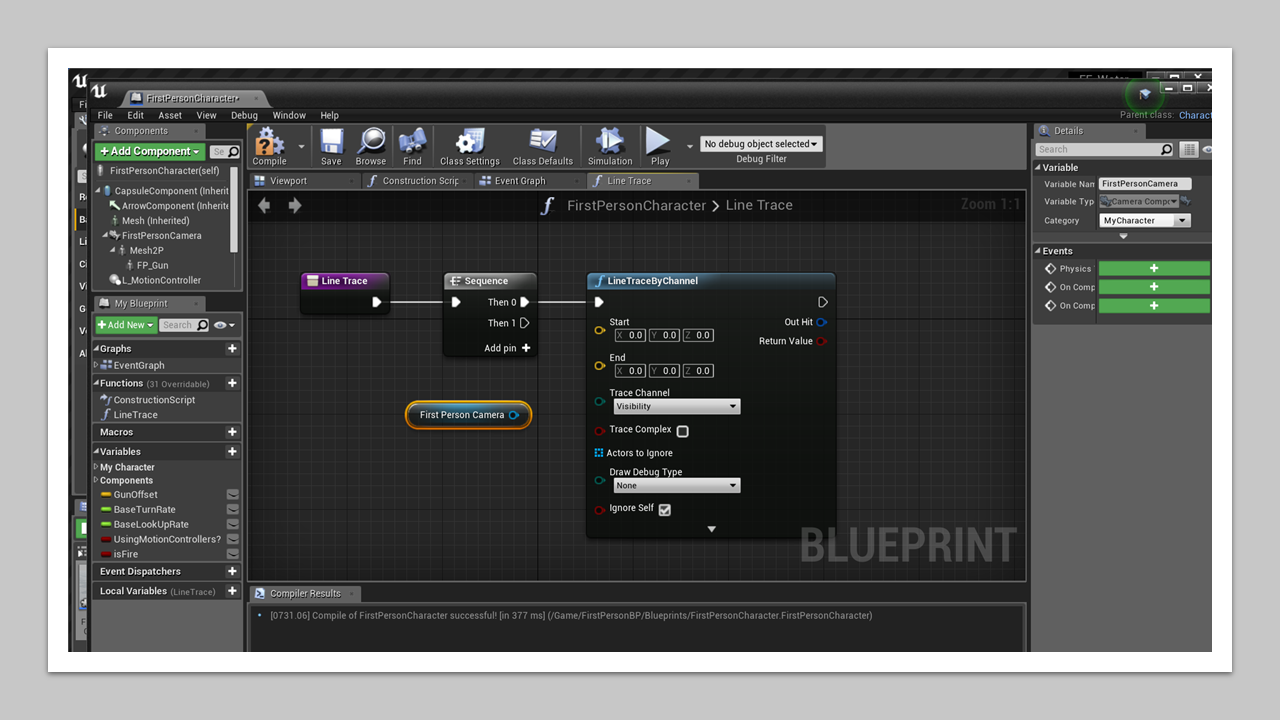 FirstPersonCharacter•
File Edit Asset View Debug Window Help
Parent class: Charac
Components
+ Add Component
Se
FirstPersonCharacter(self)
CapsuleComponent (Inherit
ArrowComponent (Inherite
Mesh (Inherited)
FirstPersonCamera
Mesh2P
FP_Gun
L_MotionController
Compile
Save
Browse
Find
Class Settings
Class Defaults
Simulation
Play
No debug object selected
Debug Filter
Viewport
Construction Scrip
Event Graph
Line Trace
FirstPersonCharacter > Line Trace
Zoom 1:1
Line Trace
Sequence
Then 0
Then 1
Add pin +
First Person Camera
LineTraceByChannel
Start
X 0.0 Y 0.0 Z 0.0
End
X 0.0 Y 0.0 Z 0.0
Trace Channel
Visibility
Trace Complex
Actors to Ignore
Draw Debug Type
None
Ignore Self
Out Hit
Return Value
BLUEPRINT
My Blueprint
+ Add New
Search
Graphs
EventGraph
Functions (31 Overridable)
ConstructionScript
LineTrace
Macros
Variables
My Character
Components
GunOffset
BaseTurnRate
BaseLookUpRate
UsingMotionControllers?
isFire
Event Dispatchers
Local Variables (LineTrace)
Compiler Results
• [0731.06] Compile of FirstPersonCharacter successful! [in 377 ms] (/Game/FirstPersonBP/Blueprints/FirstPersonCharacter.FirstPersonCharacter)
Details
Search
Variable
Variable Nam FirstPersonCamera
Variable Typ Camera Compo
Category MyCharacter
Events
Physics
On Comp
On Comp